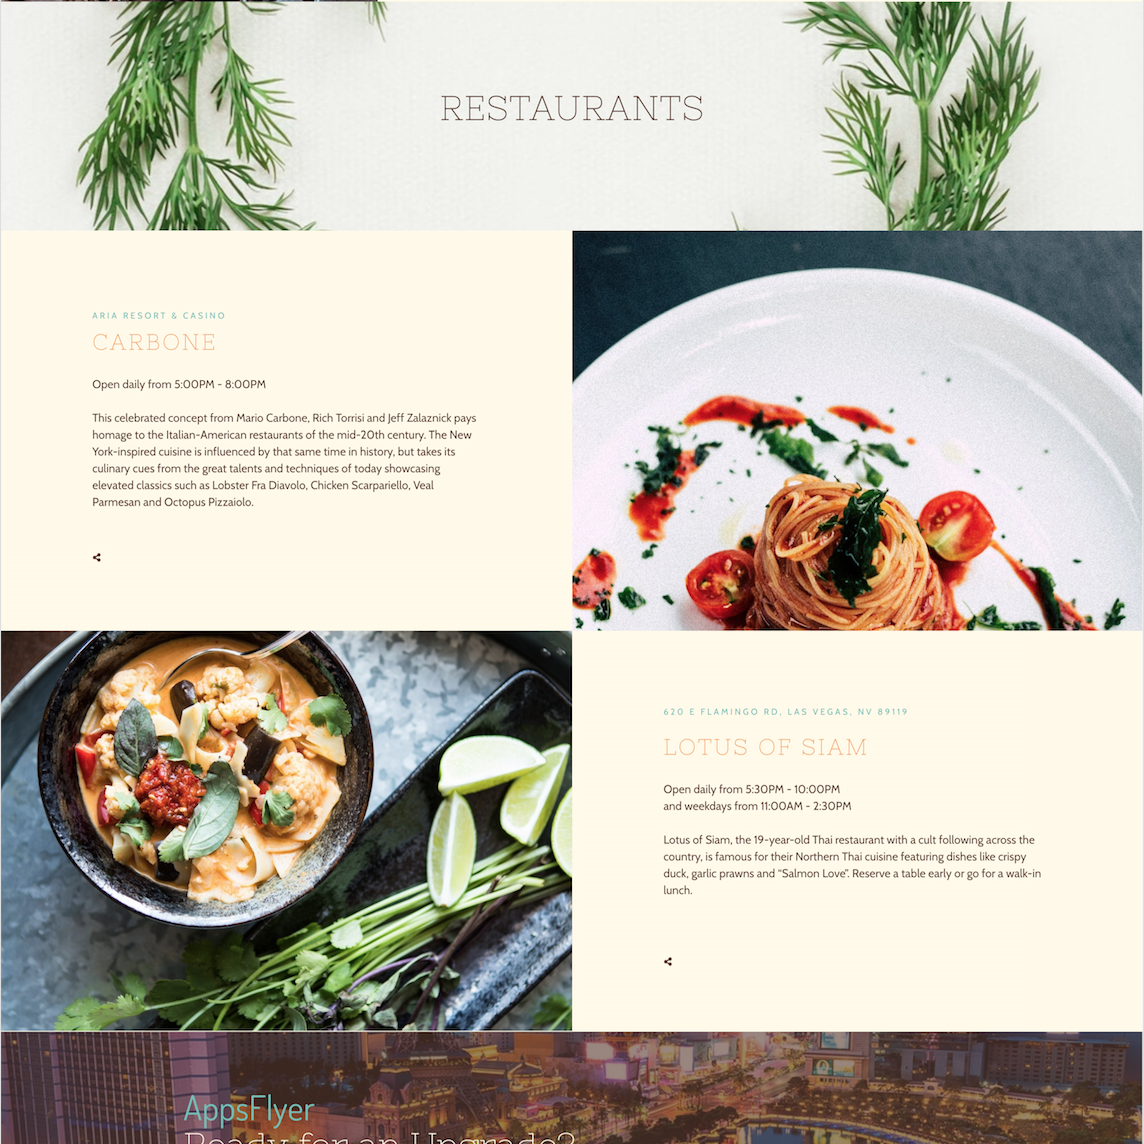 RESTAURANTS
ARIA RESORT & CASINO
CARBONE
Open daily from 5:00PM - 8:00PM
This celebrated concept from Mario Carbone, Rich Torrisi and Jeff Zalaznick pays
homage to the Italian-American restaurants of the mid-20th century. The New
York-inspired cuisine is influenced by that same time in history, but takes its
culinary cues from the great talents and techniques of today showcasing
elevated classics such as Lobster Fra Diavolo, Chicken Scarpariello, Veal
Parmesan and Octopus Pizzaiolo.
620 E FLAMINGO RD, LAS VEGAS, NV 89119
LOTUS OF SIAM
Open daily from 5:30PM - 10:00PM
and weekdays from 11:00AM - 2:30PM
Lotus of Siam, the 19-year-old Thai restaurant with a cult following across the
country, is famous for their Northern Thai cuisine featuring dishes like crispy
duck, garlic prawns and “Salmon Love”. Reserve a table early or go for a walk-in
lunch.
AppsFlyer
Ready for an Upgrade?